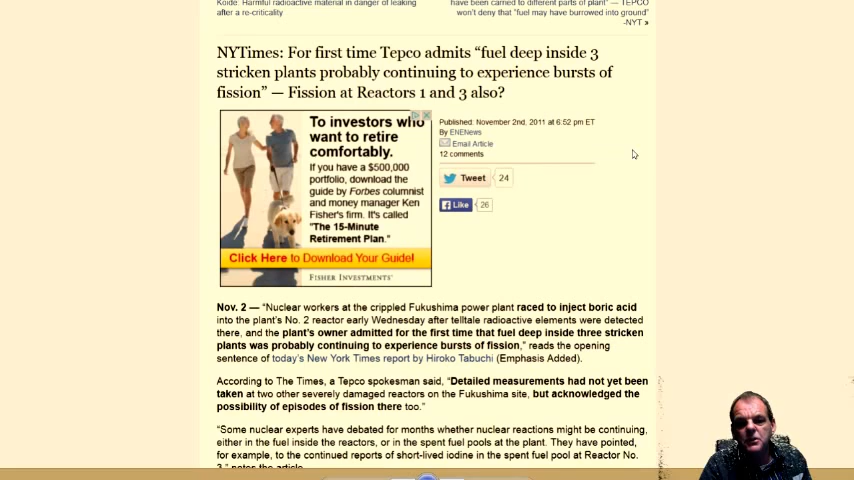 Koide: Harmful radioactive material in danger of leaking
after a re-criticality
have been carried to different parts of plant" — TEPCO
won't deny that "fuel may have burrowed into ground"
-NYT »
NYTimes: For first time Tepco admits “fuel deep inside 3
stricken plants probably continuing to experience bursts of
fission” — Fission at Reactors 1 and 3 also?
To investors who
want to retire
comfortably.
If you have a $500,000
portfolio, download the
guide by Forbes columnist
and money manager Ken
Fisher's firm. It's called
"The 15-Minute
Retirement Plan."
Click Here to Download Your Guide!
FISHER INVESTMENTS
Published: November 2nd, 2011 at 6:52 pm ET
By ENENews
Email Article
12 comments
Tweet 24
Like 26
Nov. 2 — “Nuclear workers at the crippled Fukushima power plant raced to inject boric acid
into the plant's No. 2 reactor early Wednesday after telltale radioactive elements were detected
there, and the plant's owner admitted for the first time that fuel deep inside three stricken
plants was probably continuing to experience bursts of fission,” reads the opening
sentence of today's New York Times report by Hiroko Tabuchi (Emphasis Added).
According to The Times, a Tepco spokesman said, “Detailed measurements had not yet been
taken at two other severely damaged reactors on the Fukushima site, but acknowledged the
possibility of episodes of fission there too.”
“Some nuclear experts have debated for months whether nuclear reactions might be continuing,
either in the fuel inside the reactors, or in the spent fuel pools at the plant. They have pointed,
for example, to the continued reports of short-lived iodine in the spent fuel pool at Reactor No.
3,” notes the article.